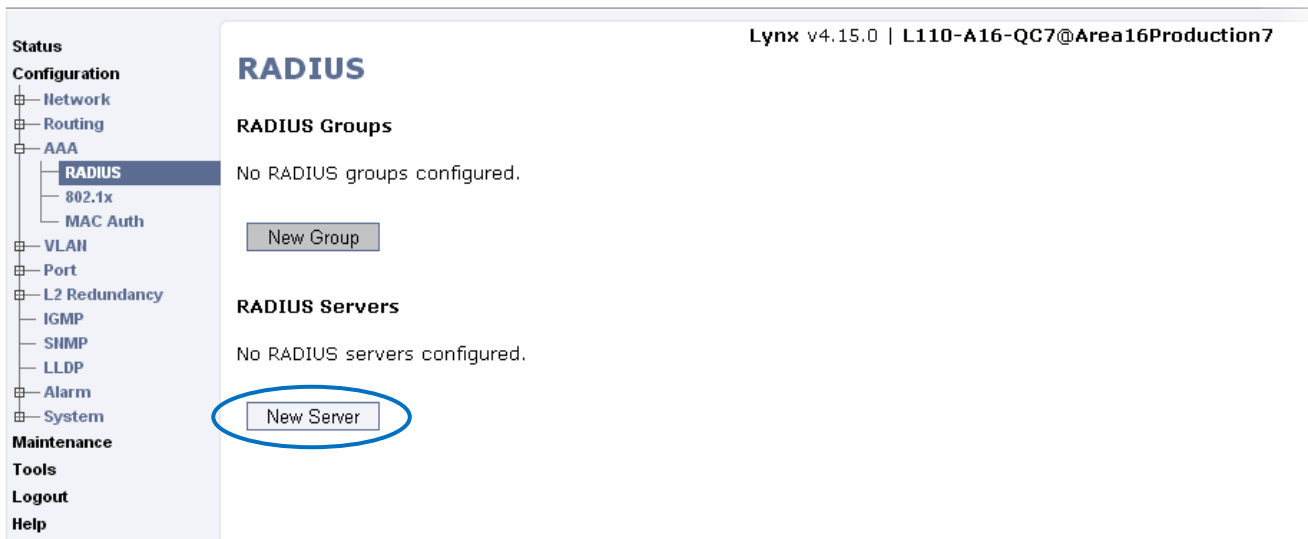 Lynx v4.15.0 | L110-A16-QC7@Area16Production7
Status
Configuration
Network
Routing
AAA
RADIUS
802.1x
MAC Auth
VLAN
Port
L2 Redundancy
IGMP
SNMP
LLDP
Alarm
System
Maintenance
Tools
Logout
Help
RADIUS
RADIUS Groups
No RADIUS groups configured.
New Group
RADIUS Servers
No RADIUS servers configured.
New Server